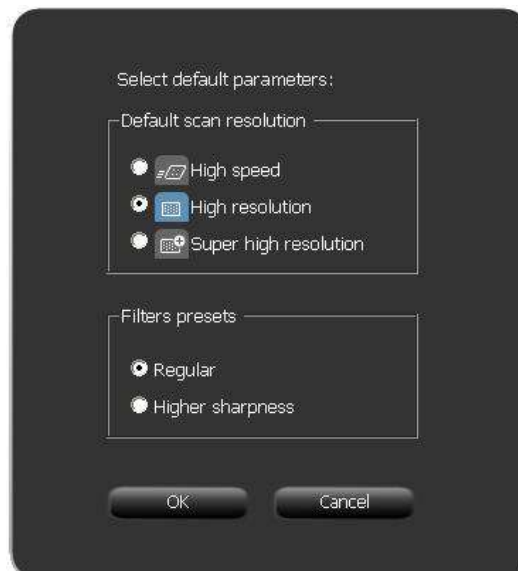 Select default parameters:
Default scan resolution
High speed
High resolution
Super high resolution
Filters presets
Regular
Higher sharpness
OK
Cancel